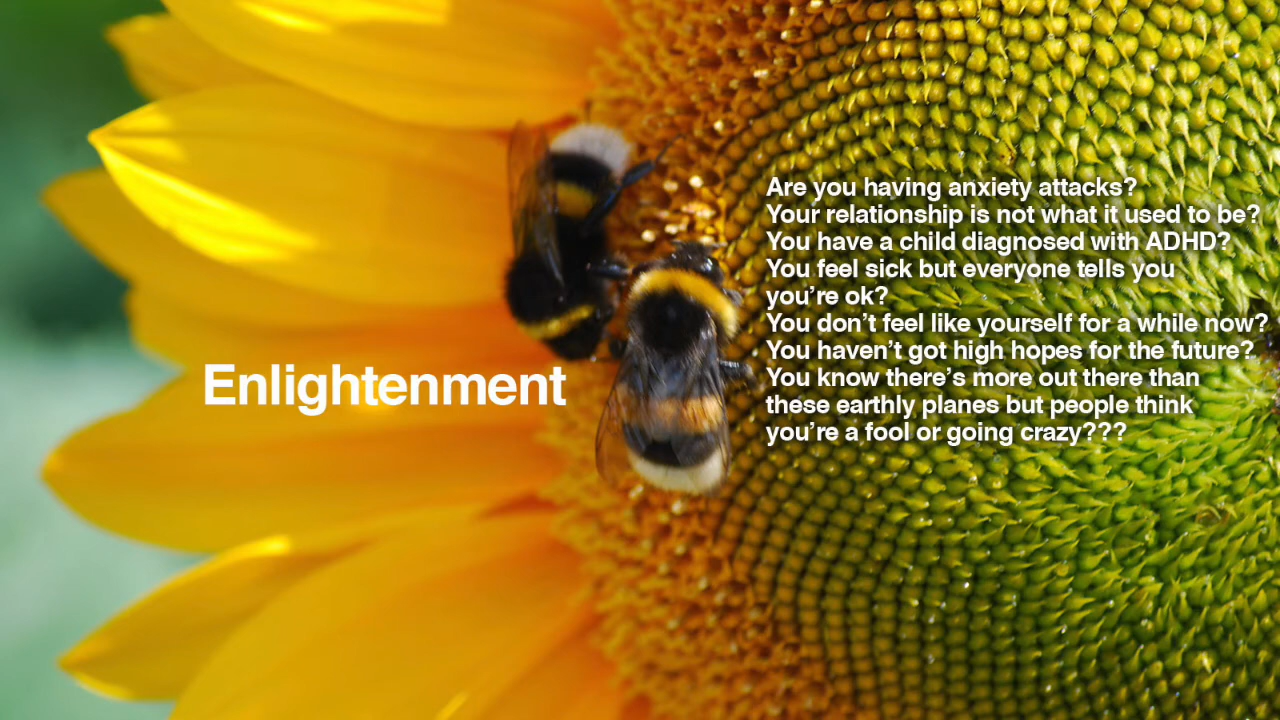 Enlightenment
Are you having anxiety attacks?
Your relationship is not what it used to be?
You have a child diagnosed with ADHD?
You feel sick but everyone tells you
you’re ok?
You don’t feel like yourself for a while now?
You haven’t got high hopes for the future?
You know there’s more out there than
these earthly planes but people think
you’re a fool or going crazy???